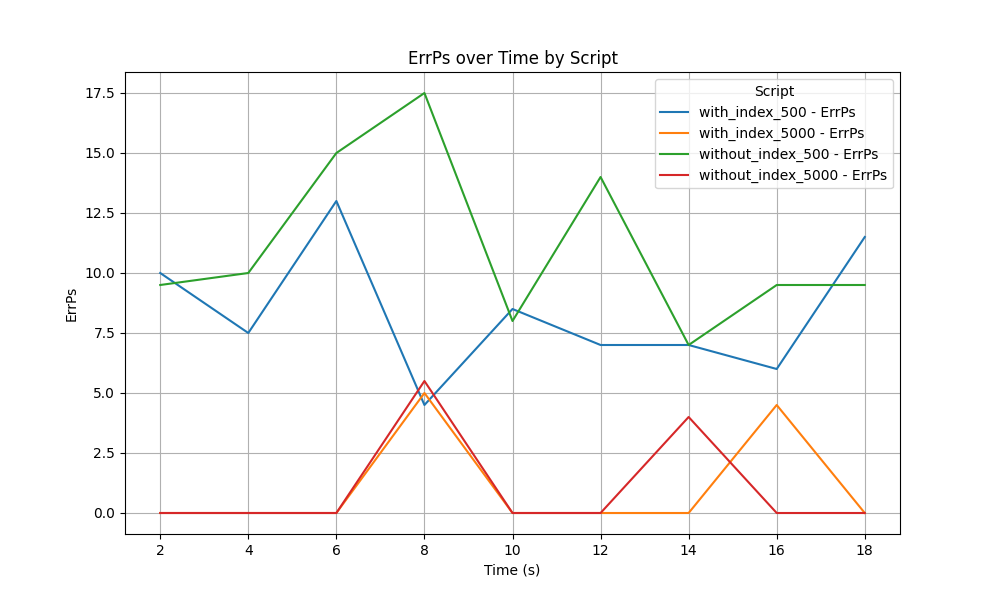 ErrPs over Time by Script
Script
with_index_500 - ErrPs
with_index_5000 - ErrPs
without_index_500 - ErrPs
without_index_5000 - ErrPs
17.5
15.0
12.5
10.0
7.5
5.0
2.5
0.0
ErrPs
2 4 6 8 10 12 14 16 18
Time (s)